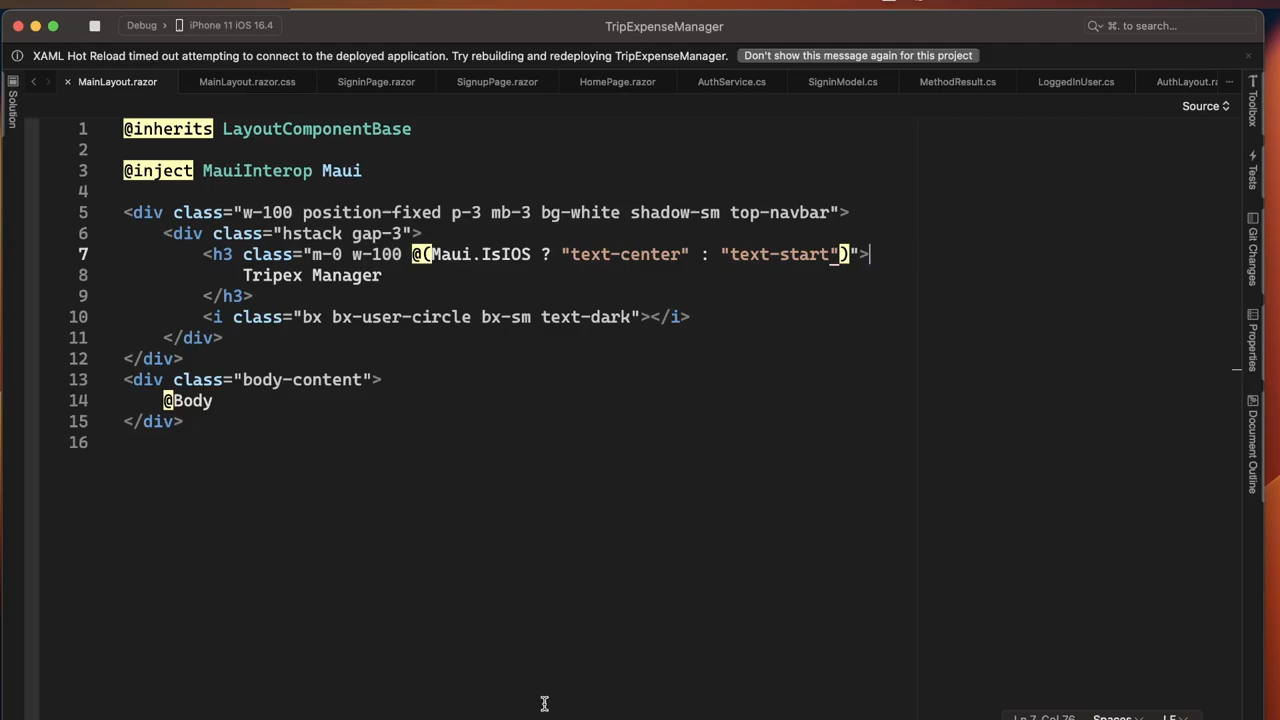 Debug
iPhone 11 iOS 16.4
TripExpenseManager
⌘. to search...
XAML Hot Reload timed out attempting to connect to the deployed application. Try rebuilding and redeploying TripExpenseManager.
Don't show this message again for this project
MainLayout.razor
MainLayout.razor.css
SigninPage.razor
SignupPage.razor
HomePage.razor
AuthService.cs
SigninModel.cs
MethodResult.cs
LoggedInUser.cs
AuthLayout.ra
Solution
Source
Toolbox
Tests
Git Changes
Properties
Document Outline
1 @inherits LayoutComponentBase
2
3 @inject MauiInterop Maui
4
5 <div class="w-100 position-fixed p-3 mb-3 bg-white shadow-sm top-navbar">
6 <div class="hstack gap-3">
7 <h3 class="m-0 w-100 @(Maui.IsIOS ? "text-center" : "text-start")">
8 Tripex Manager
9 </h3>
10 <i class="bx bx-user-circle bx-sm text-dark"></i>
11 </div>
12 </div>
13 <div class="body-content">
14 @Body
15 </div>
16
Ln 7, Col 76
Spaces
LF